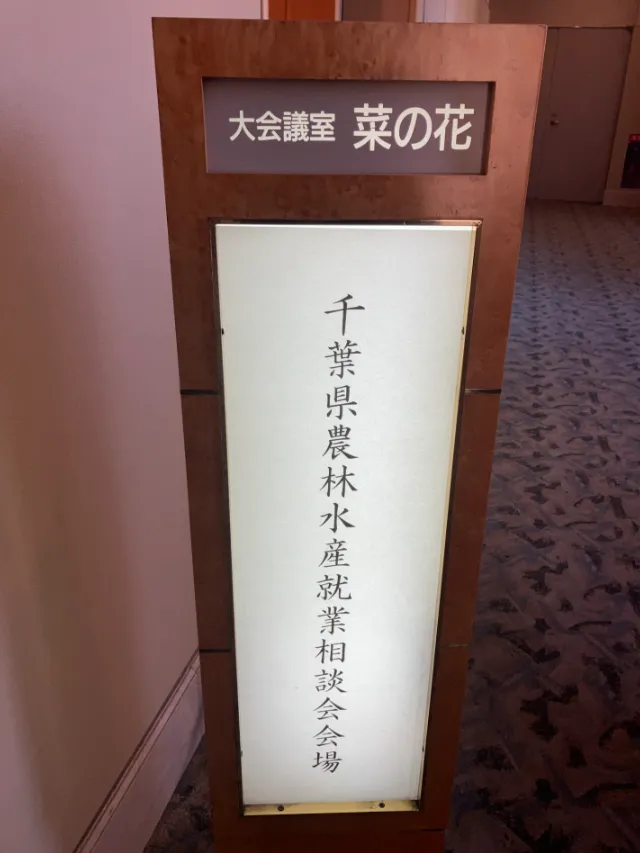 大会議室 菜の花
千葉県農林水産就業相談会会場